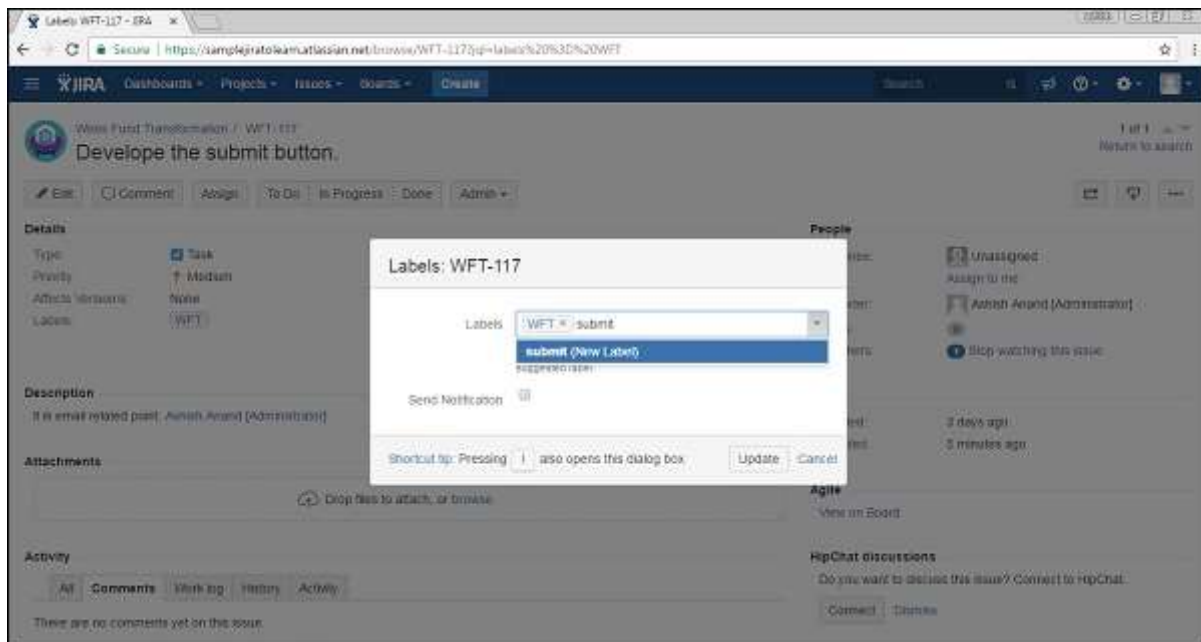 Labels: WFT-117 - JIRA
Secure | https://samplejiratolearn.atlassian.net/browse/WFT-117?jql=labels%20%3D%20WFT
JIRA Dashboards Projects Issues Boards Create Search
Weiss Fund Transformation / WFT-117
1 of 1
Develope the submit button.
Return to search
Edit Comment Assign To Do In Progress Done Admin
Details
People
Type: Task
Unassigned
Priority: Medium
Assign to me
Affects Version/s: None
Ashish Anand [Administrator]
Labels: WFT
Stop watching this issue
Labels: WFT-117
Labels WFT × submit
submit (New Label)
suggested label
Send Notification
Shortcut tip: Pressing also opens this dialog box Update Cancel
Description
It is email related Ashish Anand [Administrator]
3 days ago
minutes ago
Attachments
Drop files to attach, or browse.
Agile
View on Board
Activity
HipChat discussions
All Comments Work log History Activity
Do you want to discuss this issue? Connect to HipChat.
Connect Dismiss
There are no comments yet on this issue.